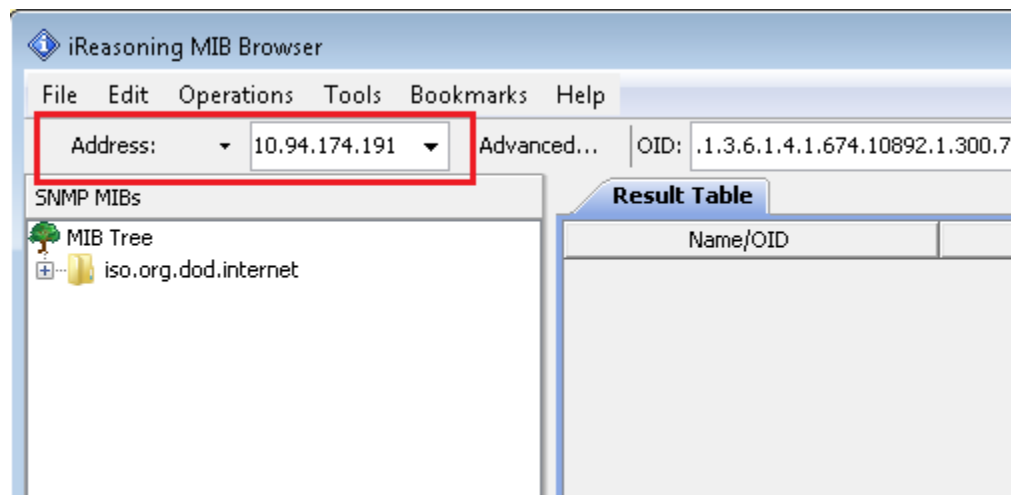 iReasoning MIB Browser
File Edit Operations Tools Bookmarks Help
Address: 10.94.174.191 Advanced... OID: .1.3.6.1.4.1.674.10892.1.300.7
SNMP MIBs
Result Table
MIB Tree
Name/OID
iso.org.dod.internet